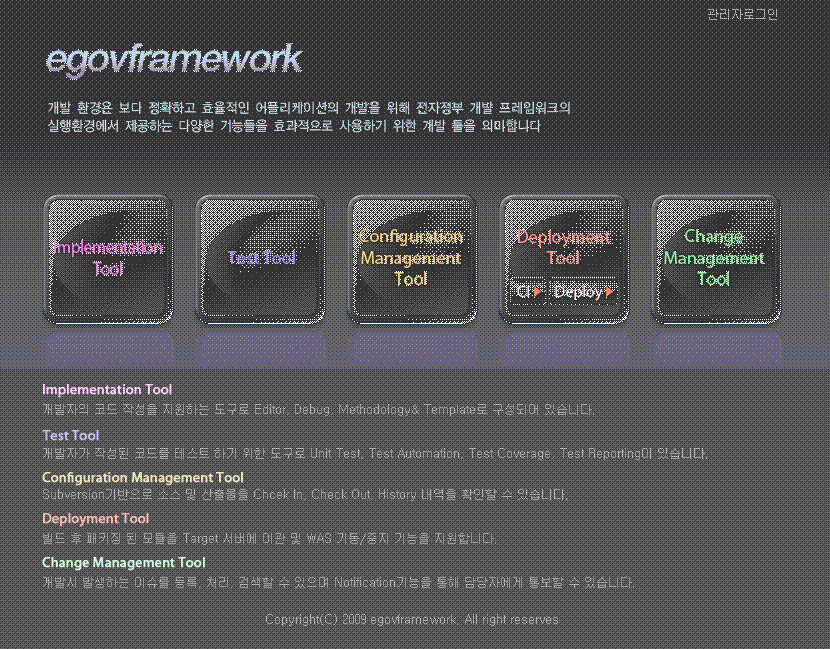 관리자로그인
egovframework
개발 환경은 보다 정확하고 효율적인 어플리케이션의 개발을 위해 전자정부 개발 프레임워크의
실행환경에서 제공하는 다양한 기능들을 효과적으로 사용하기 위한 개발 툴을 의미합니다
Implementation
Tool
Test Tool
Configuration
Management
Tool
Deployment
Tool
CI Deploy
Change
Management
Tool
Implementation Tool
개발자의 코드 작성을 지원하는 도구로 Editor, Debug, Methodology& Template로 구성되어 있습니다.
Test Tool
개발자가 작성된 코드를 테스트 하기 위한 도구로 Unit Test, Test Automation, Test Coverage, Test Reporting이 있습니다.
Configuration Management Tool
Subversion기반으로 소스 및 산출물을 Chcek In, Check Out, History 내역을 확인할 수 있습니다.
Deployment Tool
빌드 후 패키징 된 모듈을 Target 서버에 이관 및 WAS 기동/중지 기능을 지원합니다.
Change Management Tool
개발시 발생하는 이슈를 등록, 처리, 검색할 수 있으며 Notification기능을 통해 담당자에게 통보할 수 있습니다.
Copyright(C) 2009 egovframework, All right reserves